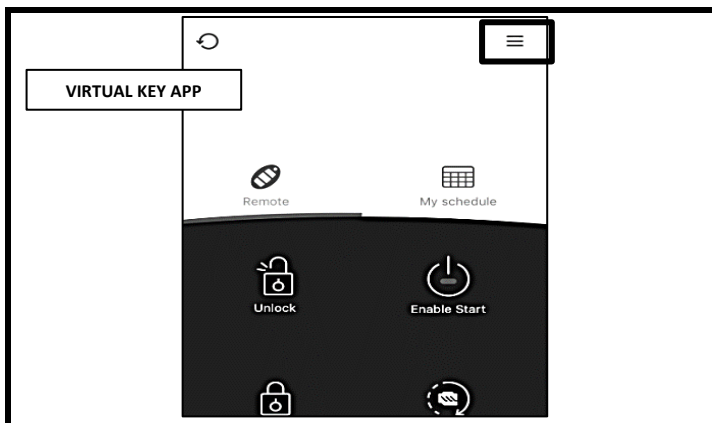 VIRTUAL KEY APP
Remote
My schedule
Unlock
Enable Start